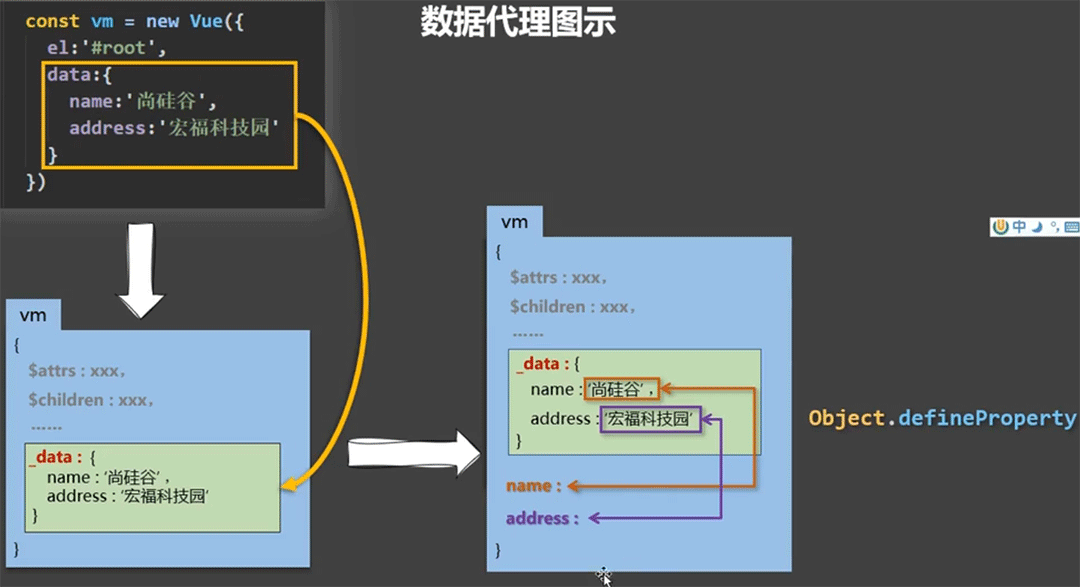 数据代理图示
const vm = new Vue({
el:'#root',
data:{
name:'尚硅谷',
address:'宏福科技园'
}
})
vm
{
$attrs : xxx,
$children : xxx,
……
_data : {
name : '尚硅谷' ,
address : '宏福科技园'
}
}
vm
{
$attrs : xxx,
$children : xxx,
……
_data : {
name : '尚硅谷' ,
address : '宏福科技园'
}
name :
address :
}
Object.defineProperty
中